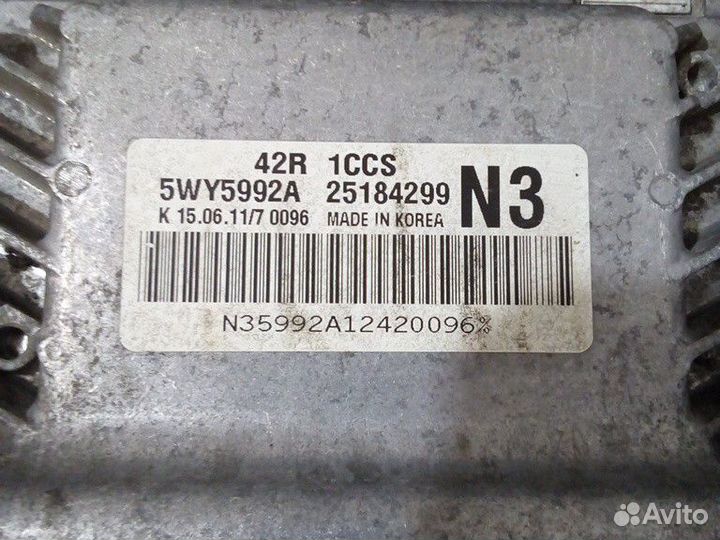 42R 1CCS
5WY5992A 25184299 N3
K 15.06.11/7 0096 MADE IN KOREA
N35992A12420096%
Avito